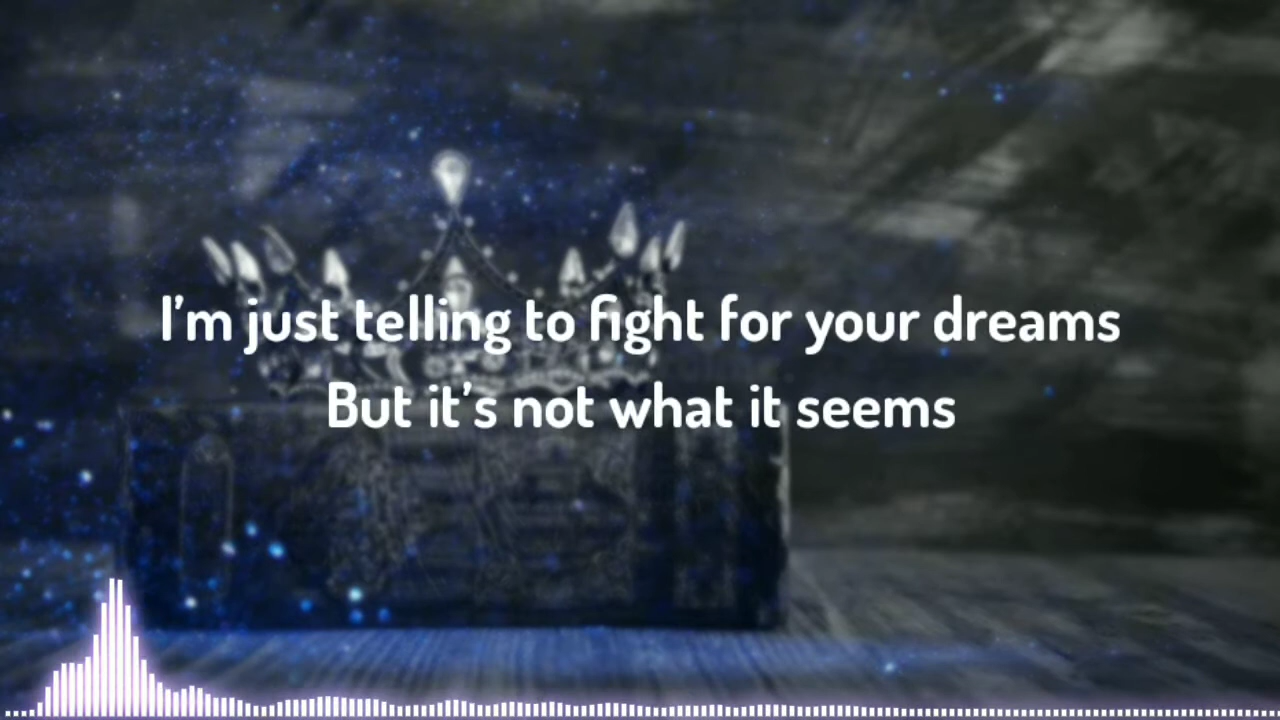 I’m just telling to fight for your dreams
But it’s not what it seems